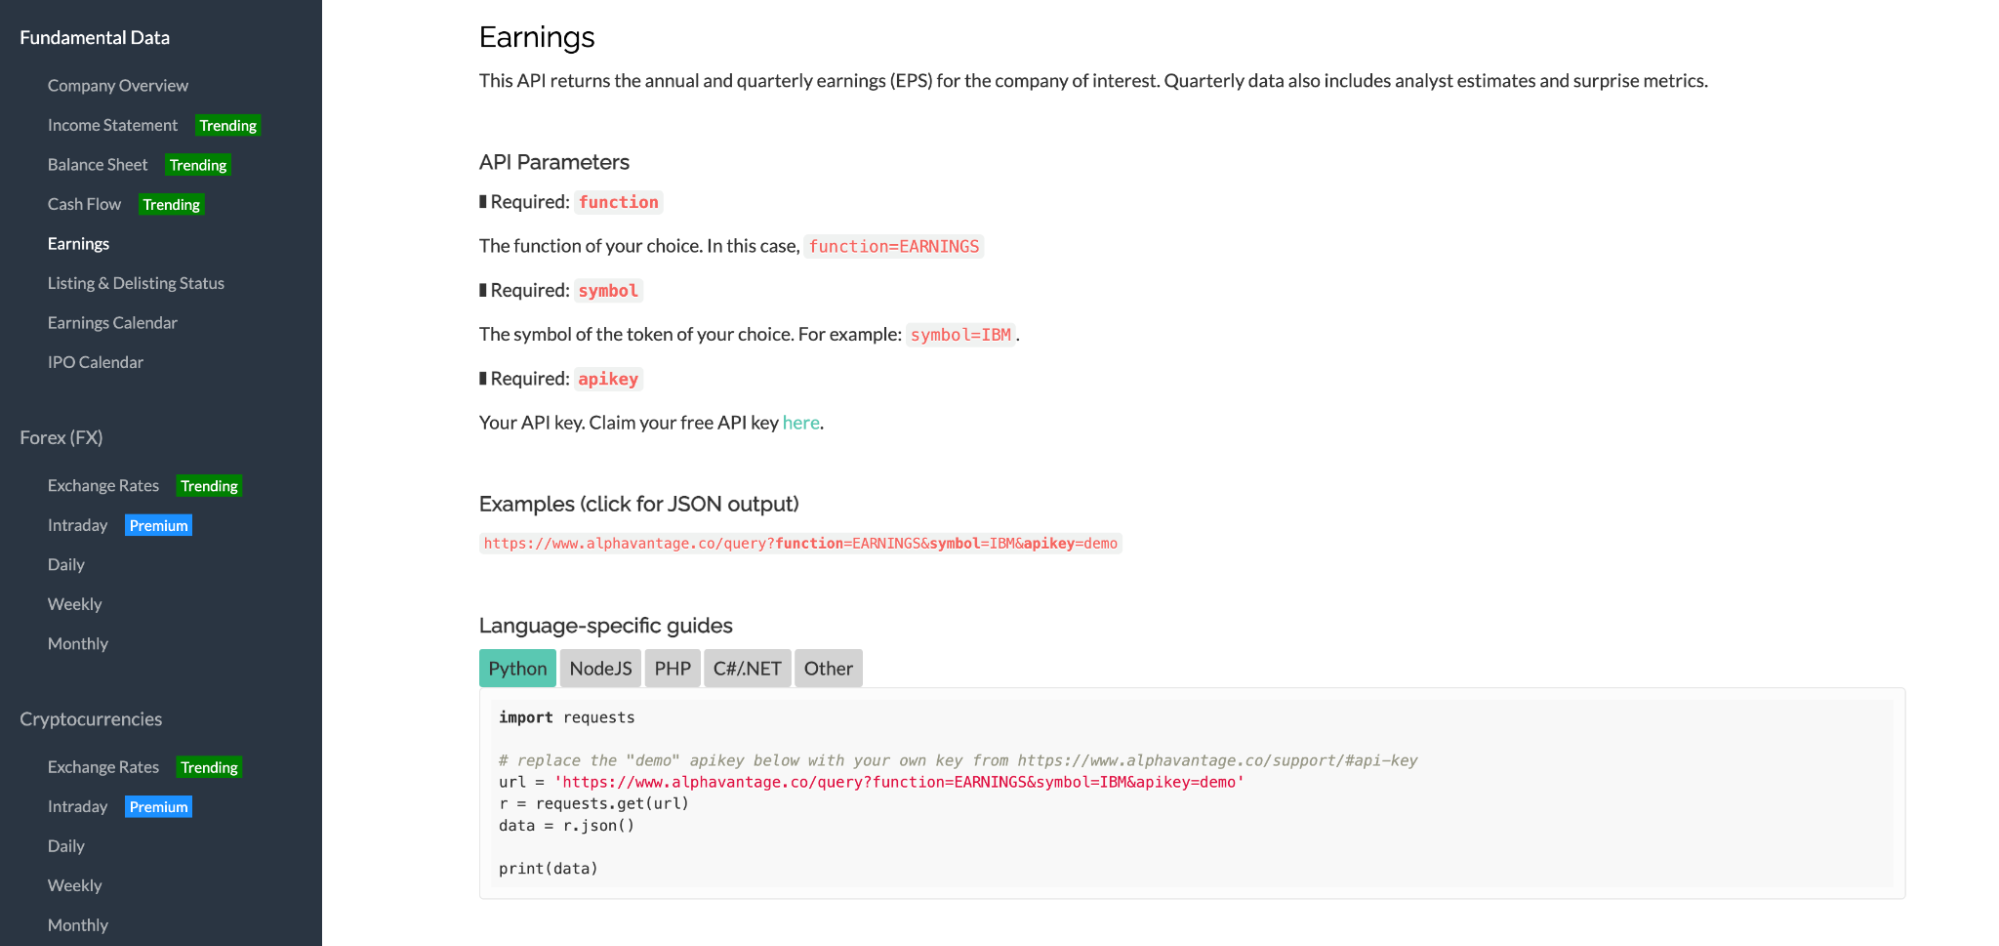 Fundamental Data
Company Overview
Income Statement Trending
Balance Sheet Trending
Cash Flow Trending
Earnings
Listing & Delisting Status
Earnings Calendar
IPO Calendar
Forex (FX)
Exchange Rates Trending
Intraday Premium
Daily
Weekly
Monthly
Cryptocurrencies
Exchange Rates Trending
Intraday Premium
Daily
Weekly
Monthly
Earnings
This API returns the annual and quarterly earnings (EPS) for the company of interest. Quarterly data also includes analyst estimates and surprise metrics.
API Parameters
▮ Required: function
The function of your choice. In this case, function=EARNINGS
▮ Required: symbol
The symbol of the token of your choice. For example: symbol=IBM.
▮ Required: apikey
Your API key. Claim your free API key here.
Examples (click for JSON output)
https://www.alphavantage.co/query?function=EARNINGS&symbol=IBM&apikey=demo
Language-specific guides
Python NodeJS PHP C#/.NET Other
import requests
# replace the "demo" apikey below with your own key from https://www.alphavantage.co/support/#api-key
url = 'https://www.alphavantage.co/query?function=EARNINGS&symbol=IBM&apikey=demo'
r = requests.get(url)
data = r.json()
print(data)